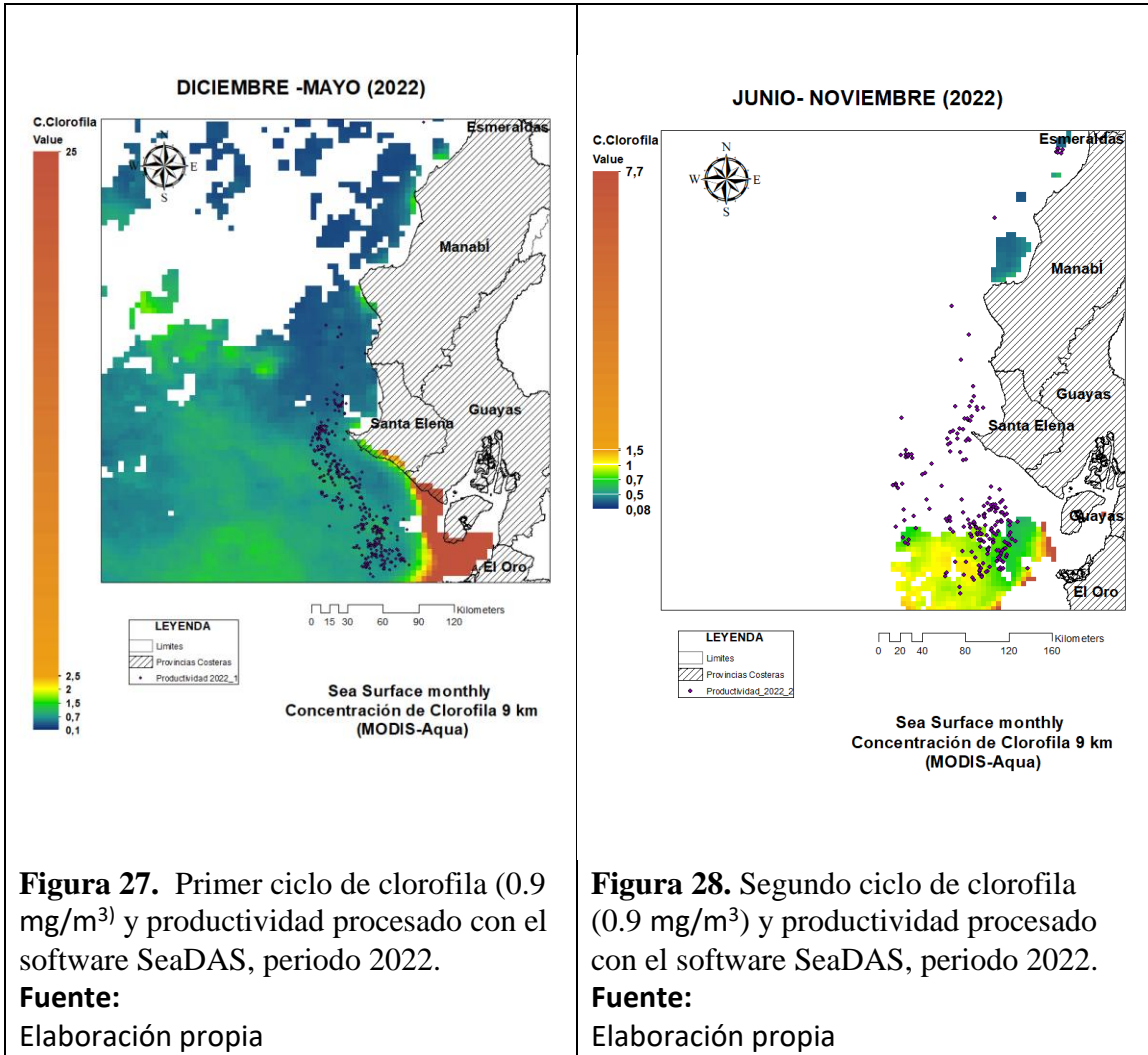 DICIEMBRE -MAYO (2022)
C.Clorofila
Value
25
2,5
2
1,5
0,7
0,1
N
W
E
S
Esmeraldas
Manabí
Guayas
Santa Elena
El Oro
Kilometers
0 15 30 60 90 120
LEYENDA
Limites
Provincias Costeras
Productividad 2022_1
Sea Surface monthly
Concentración de Clorofila 9 km
(MODIS-Aqua)
Figura 27. Primer ciclo de clorofila (0.9
mg/m³⁾ y productividad procesado con el
software SeaDAS, periodo 2022.
Fuente:
Elaboración propia
JUNIO- NOVIEMBRE (2022)
C.Clorofila
Value
7,7
1,5
1
0,7
0,5
0,08
N
W
E
S
Esmeraldas
Manabí
Guayas
Santa Elena
Guayas
El Oro
Kilometers
0 20 40 80 120 160
LEYENDA
Limites
Provincias Costeras
Productividad_2022_2
Sea Surface monthly
Concentración de Clorofila 9 km
(MODIS-Aqua)
Figura 28. Segundo ciclo de clorofila
(0.9 mg/m³) y productividad procesado
con el software SeaDAS, periodo 2022.
Fuente:
Elaboración propia